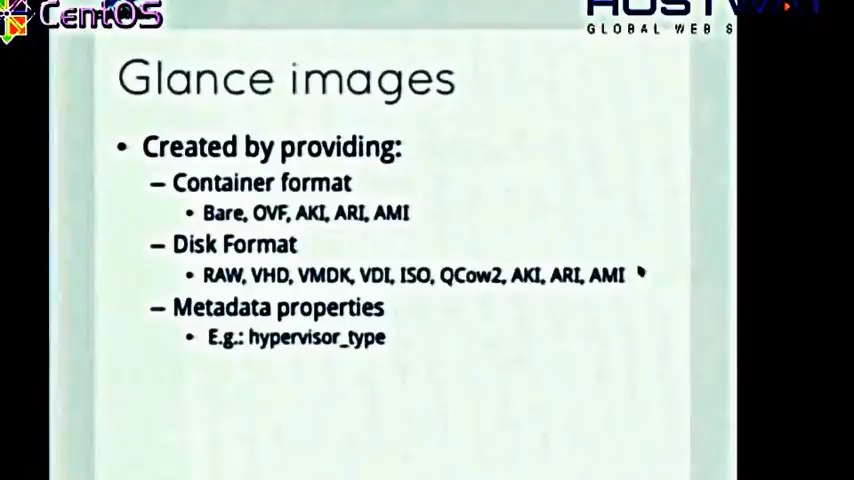 CentOS
GLOBAL WEB S
Glance images
• Created by providing:
– Container format
• Bare, OVF, AKI, ARI, AMI
– Disk Format
• RAW, VHD, VMDK, VDI, ISO, QCow2, AKI, ARI, AMI
– Metadada properties
• E.g.: hypervisor_type